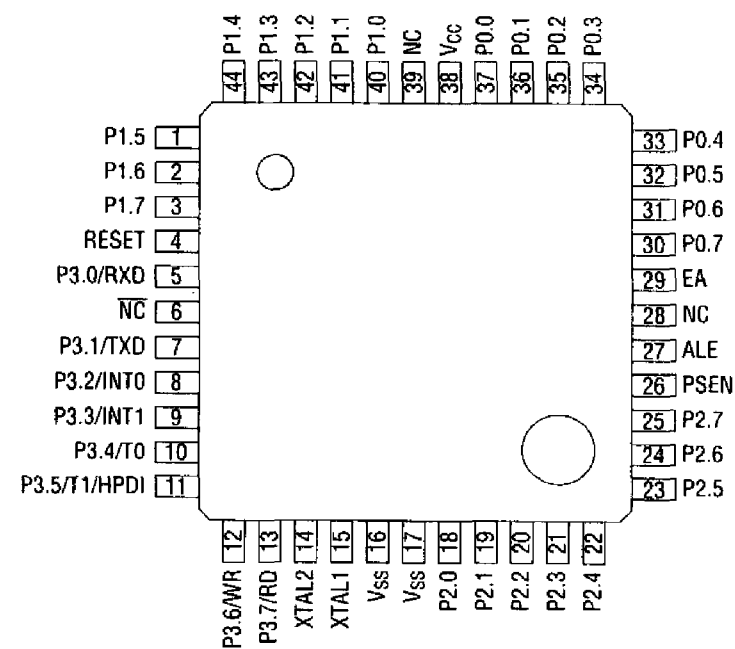 P1.4 P1.3 P1.2 P1.1 P1.0 NC VCC P0.0 P0.1 P0.2 P0.3
44 43 42 41 40 39 38 37 36 35 34
P1.5 1
P1.6 2
P1.7 3
RESET 4
P3.0/RXD 5
N̅C̅ 6
P3.1/TXD 7
P3.2/INT0 8
P3.3/INT1 9
P3.4/T0 10
P3.5/T1/HPDI 11
33 P0.4
32 P0.5
31 P0.6
30 P0.7
29 EA
28 NC
27 ALE
26 PSEN
25 P2.7
24 P2.6
23 P2.5
12 13 14 15 16 17 18 19 20 21 22
P3.6/WR P3.7/RD XTAL2 XTAL1 VSS VSS P2.0 P2.1 P2.2 P2.3 P2.4